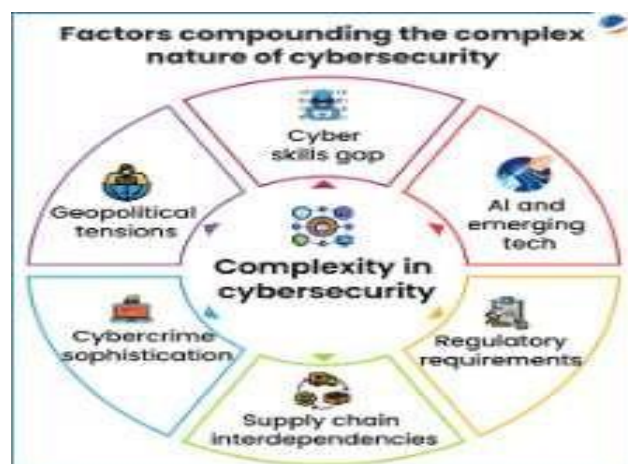 Factors compounding the complex
nature of cybersecurity
Cyber
skills gap
AI and
emerging
tech
Regulatory
requirements
Supply chain
interdependencies
Cybercrime
sophistication
Geopolitical
tensions
Complexity in
cybersecurity